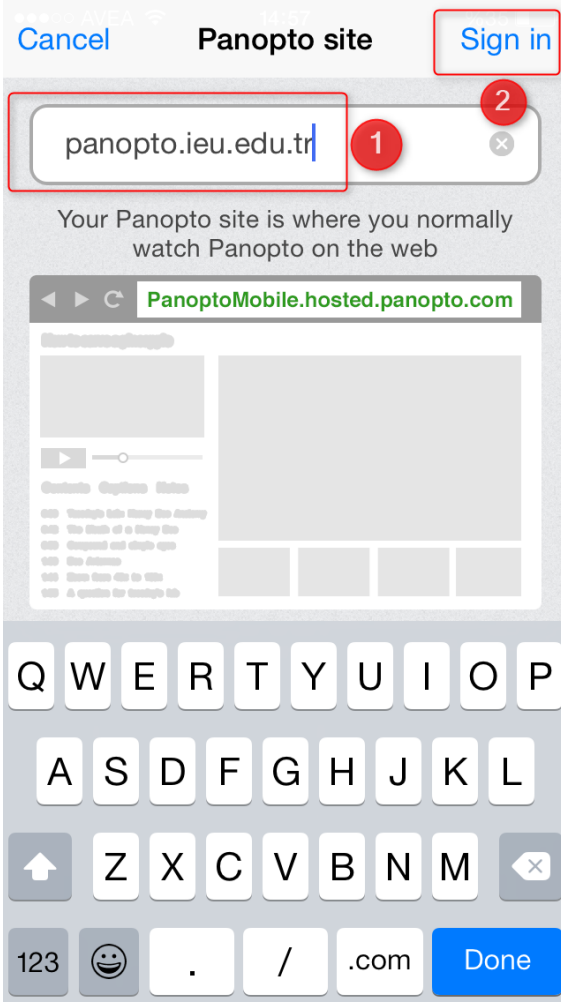 AVEA 14:57
Cancel Panopto site Sign in
2
panopto.ieu.edu.tr 1
Your Panopto site is where you normally
watch Panopto on the web
PanoptoMobile.hosted.panopto.com
Q W E R T Y U I O P
A S D F G H J K L
Z X C V B N M
123 . / .com Done